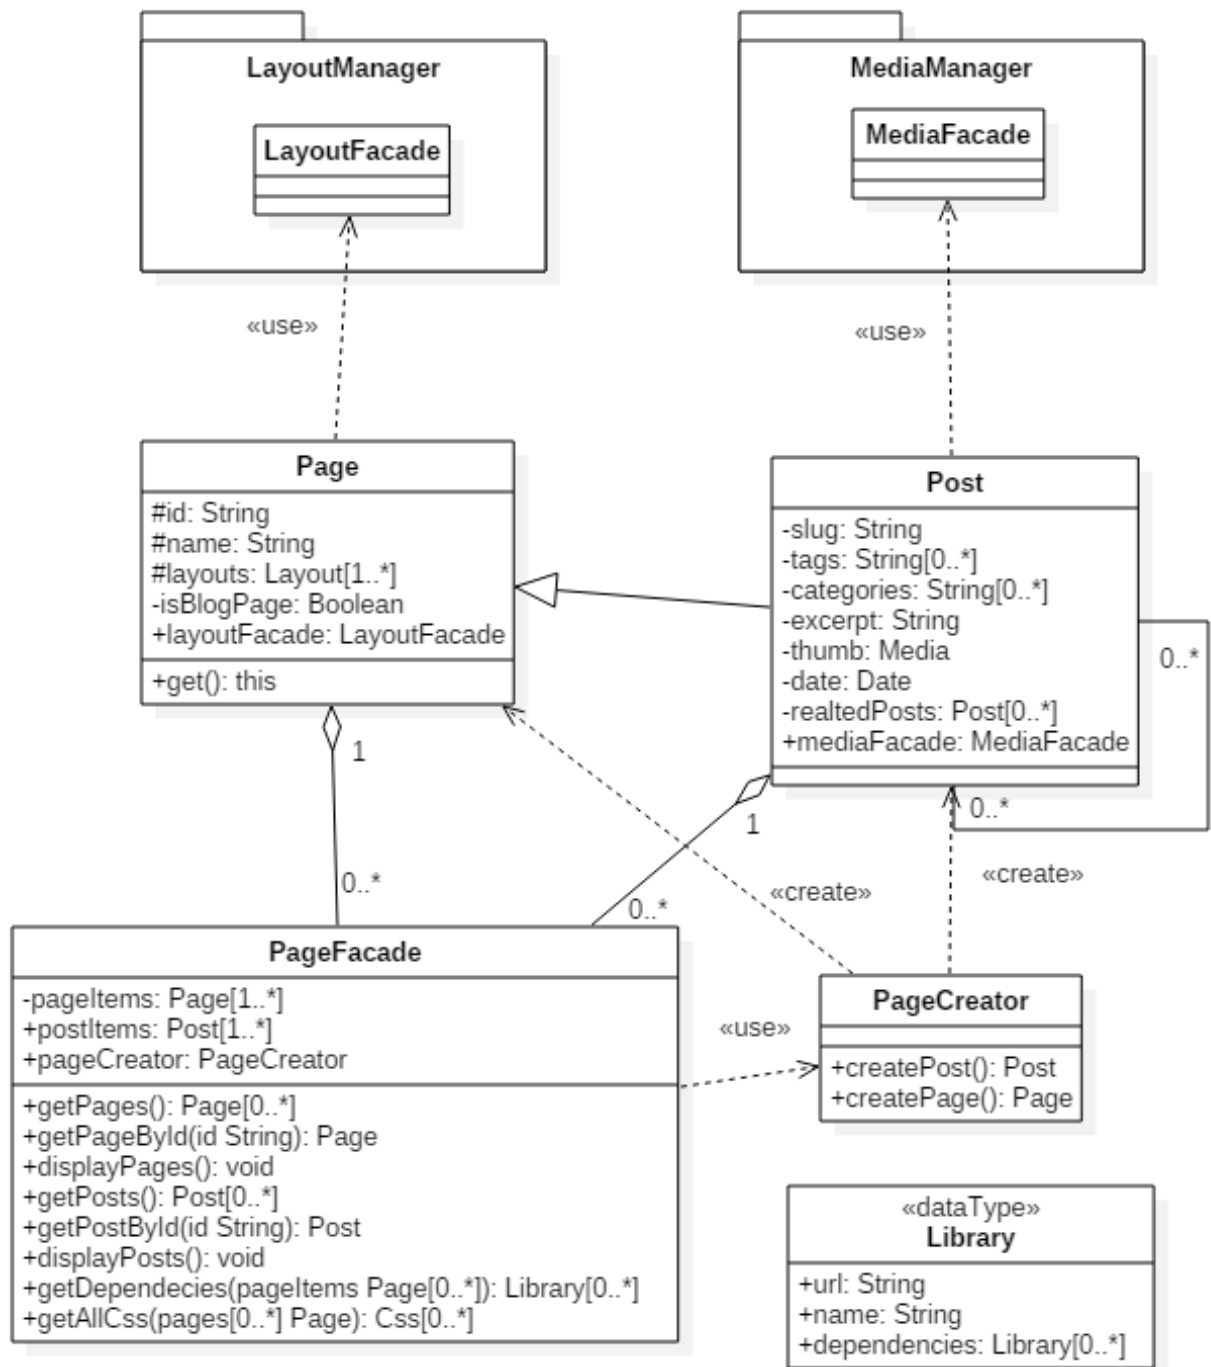 LayoutManager
LayoutFacade
MediaManager
MediaFacade
«use»
«use»
Page
#id: String
#name: String
#layouts: Layout[1..*]
-isBlogPage: Boolean
+layoutFacade: LayoutFacade
+get(): this
Post
-slug: String
-tags: String[0..*]
-categories: String[0..*]
-excerpt: String
-thumb: Media
-date: Date
-realtedPosts: Post[0..*]
+mediaFacade: MediaFacade
0..*
0..*
1
1
0..*
0..*
«create»
«create»
PageFacade
-pageItems: Page[1..*]
+postItems: Post[1..*]
+pageCreator: PageCreator
+getPages(): Page[0..*]
+getPageById(id String): Page
+displayPages(): void
+getPosts(): Post[0..*]
+getPostById(id String): Post
+displayPosts(): void
+getDependecies(pageItems Page[0..*]): Library[0..*]
+getAllCss(pages[0..*] Page): Css[0..*]
«use»
PageCreator
+createPost(): Post
+createPage(): Page
«dataType»
Library
+url: String
+name: String
+dependencies: Library[0..*]